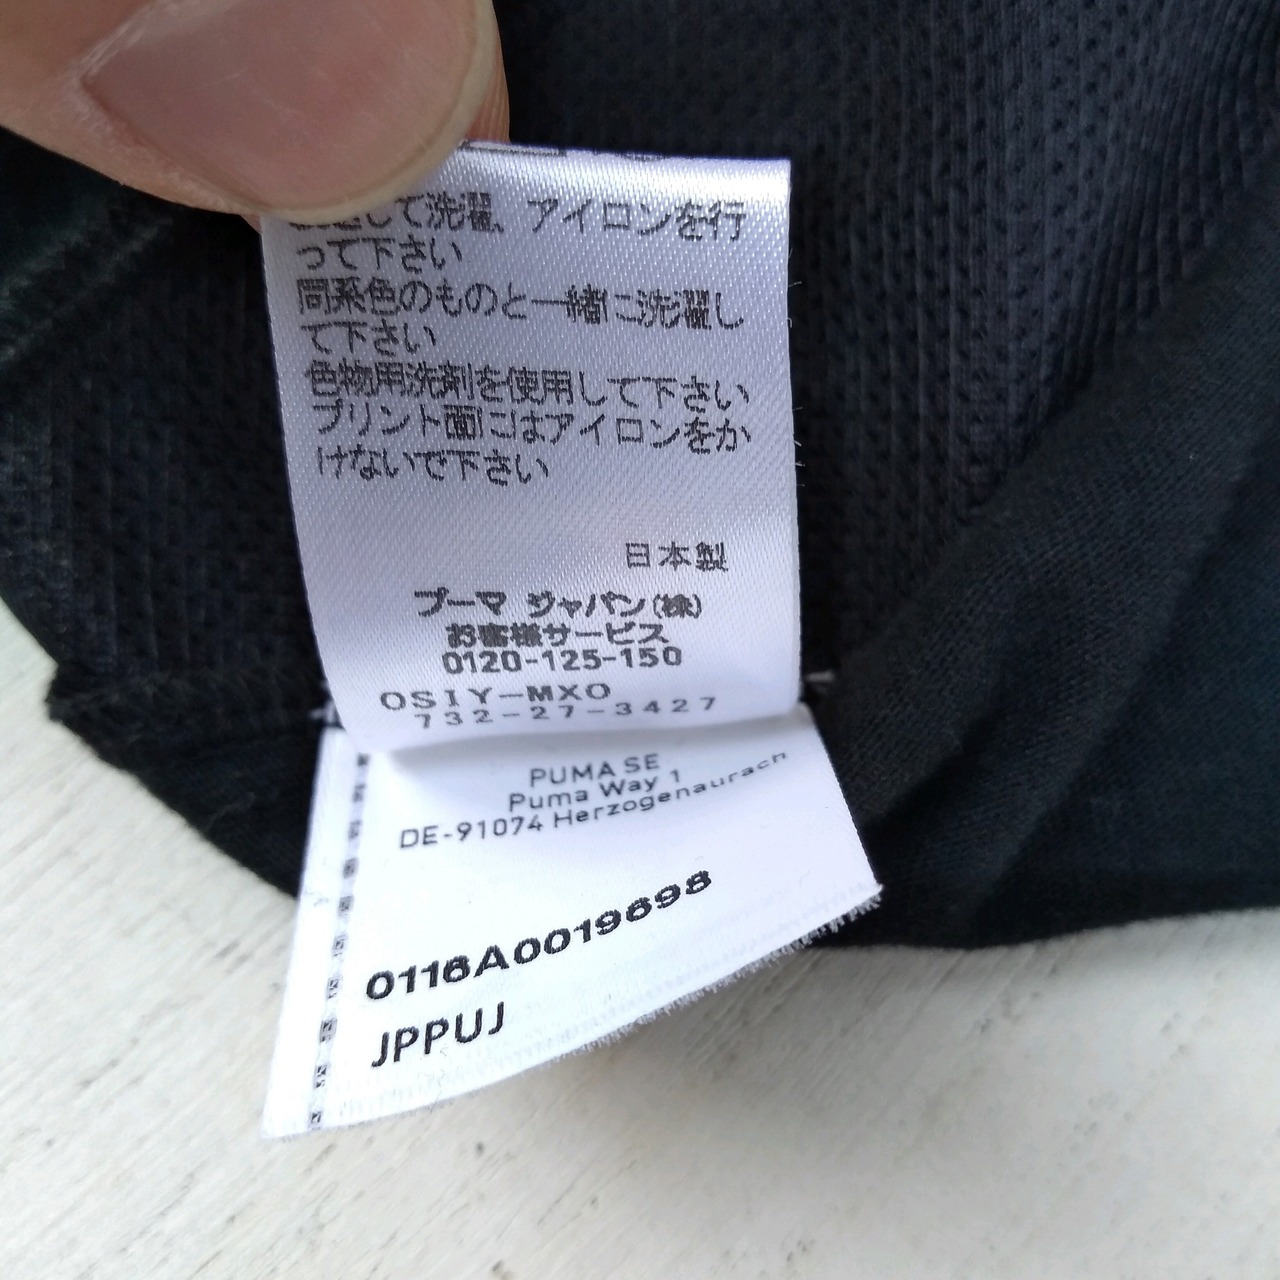 して洗濯、アイロンを行
って下さい
同系色のものと一緒に洗濯し
て下さい
色物用洗剤を使用して下さい
プリント面にはアイロンをか
けないで下さい
日本製
プーマ ジャパン(株)
お客様サービス
0120-125-150
OSIY-MXO
732-27-3427
PUMA SE
Puma Way 1
DE-91074 Herzogenaurach
0118A0019698
JPPUJ